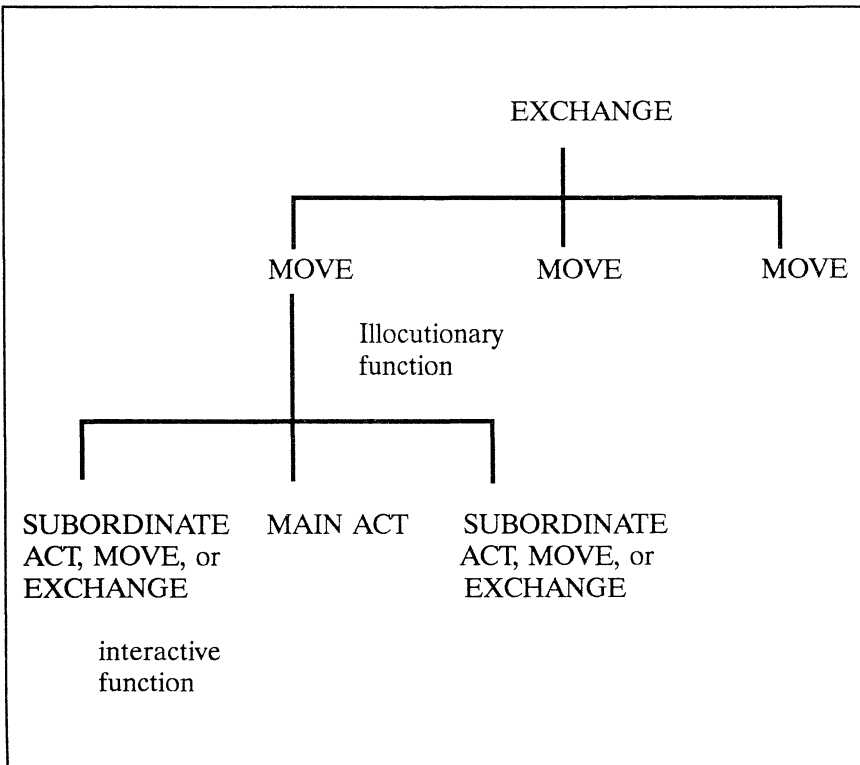 EXCHANGE
MOVE MOVE MOVE
Illocutionary
function
SUBORDINATE MAIN ACT SUBORDINATE
ACT, MOVE, or ACT, MOVE, or
EXCHANGE EXCHANGE
interactive
function